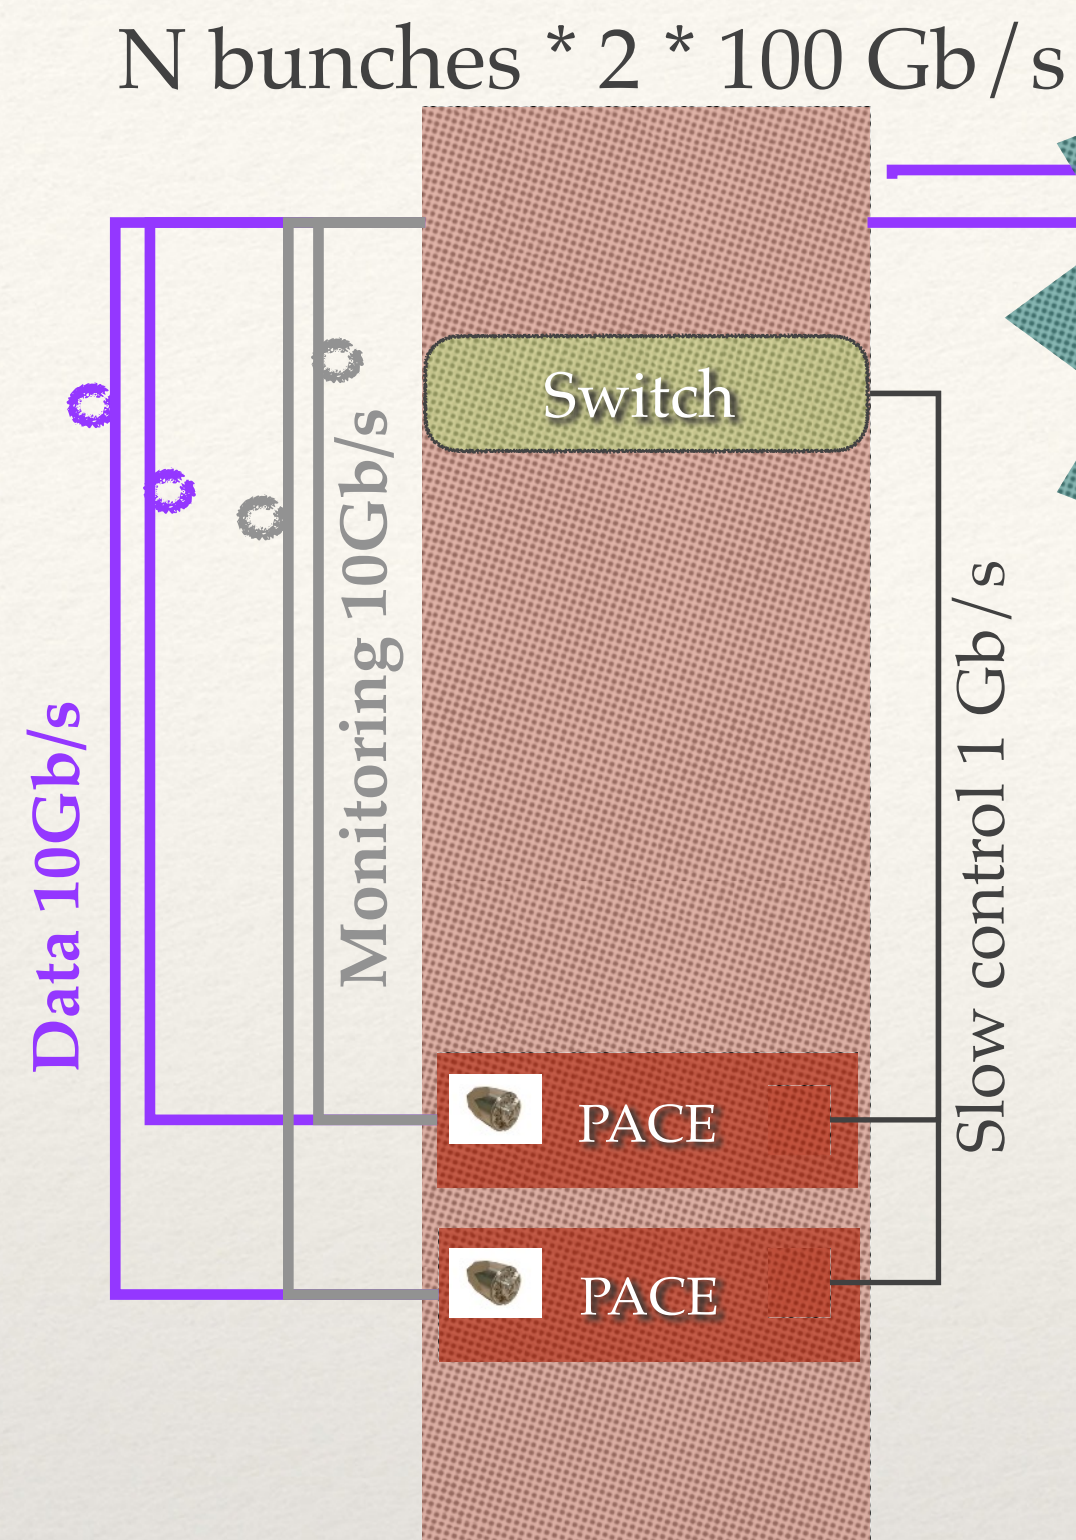 N bunches * 2 * 100 Gb/s
Switch
Monitoring 10Gb/s
Data 10Gb/s
Slow control 1 Gb/s
PACE
PACE